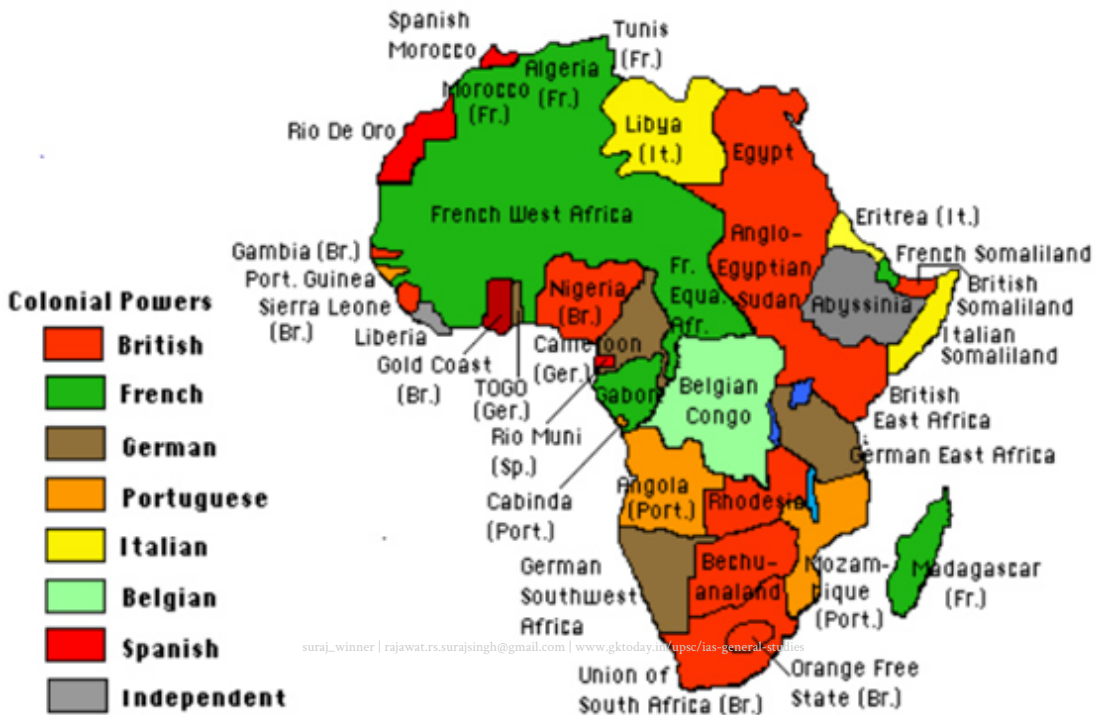 Spanish
Morocco
Tunis
(Fr.)
Algeria
(Fr.)
Morocco
(Fr.)
Rio De Oro
Libya
(It.)
Egypt
French West Africa
Eritrea (It.)
Anglo-
Egyptian
Sudan
French Somaliland
British
Somaliland
Italian
Somaliland
Abyssinia
Gambia (Br.)
Port. Guinea
Sierra Leone
(Br.)
Liberia
Gold Coast
(Br.)
TOGO
(Ger.)
Nigeria
(Br.)
Fr.
Equa.
Afr.
Cameroon
(Ger.)
Gabon
Rio Muni
(Sp.)
Cabinda
(Port.)
Belgian
Congo
British
East Africa
German East Africa
Angola
(Port.)
Rhodesia
German
Southwest
Africa
Bechu-
analand
Mozam-
bique
(Port.)
Madagascar
(Fr.)
Union of
South Africa (Br.)
Orange Free
State (Br.)
Colonial Powers
British
French
German
Portuguese
Italian
Belgian
Spanish
Independent
suraj_winner | rajawat.rs.surajsingh@gmail.com | www.gktoday.in/upsc/ias-general-studies